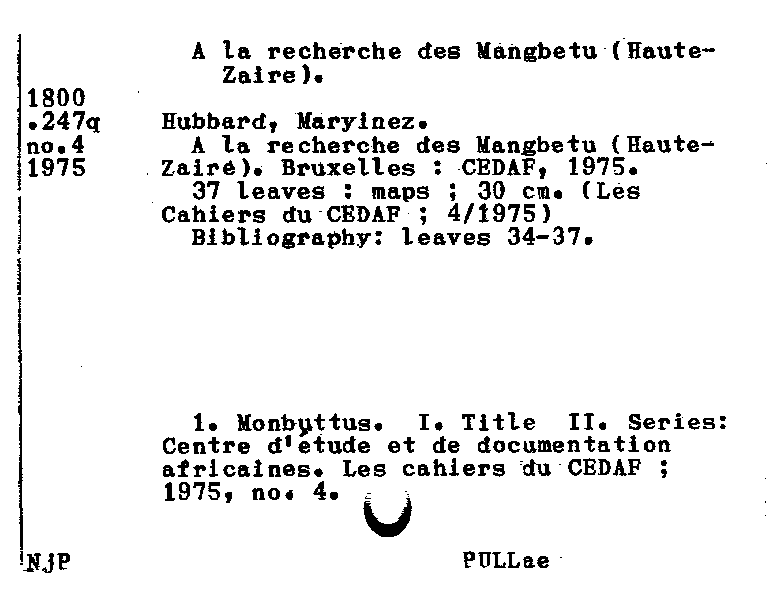 A la recherche des Mangbetu (Haute-
Zaire).
1800
.247q Hubbard, Maryinez.
no.4 A la recherche des Mangbetu (Haute-
1975 Zaire). Bruxelles : CEDAF, 1975.
37 leaves : maps ; 30 cm. (Les
Cahiers du CEDAF ; 4/1975)
Bibliography: leaves 34-37.
1. Monbuttus. I. Title II. Series:
Centre d'étude et de documentation
africaines. Les cahiers du CEDAF ;
1975, no. 4.
NjP PULLae